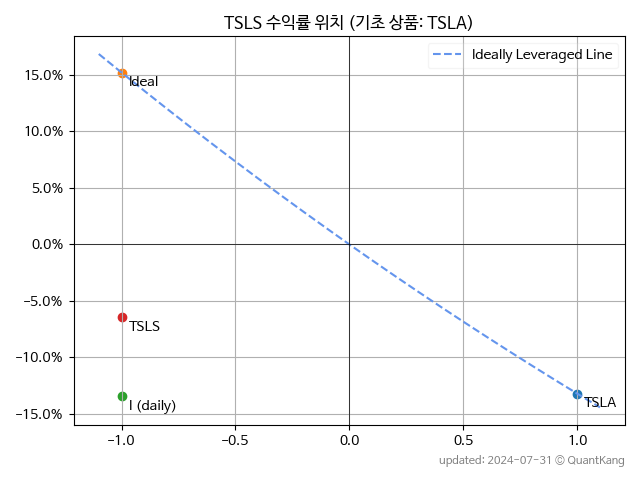 TSLS 수익률 위치 (기초 상품: TSLA)
Ideally Leveraged Line
15.0%
Ideal
10.0%
5.0%
0.0%
−5.0%
TSLS
−10.0%
I (daily)
TSLA
−15.0%
−1.0 −0.5 0.0 0.5 1.0
updated: 2024-07-31 © QuantKang